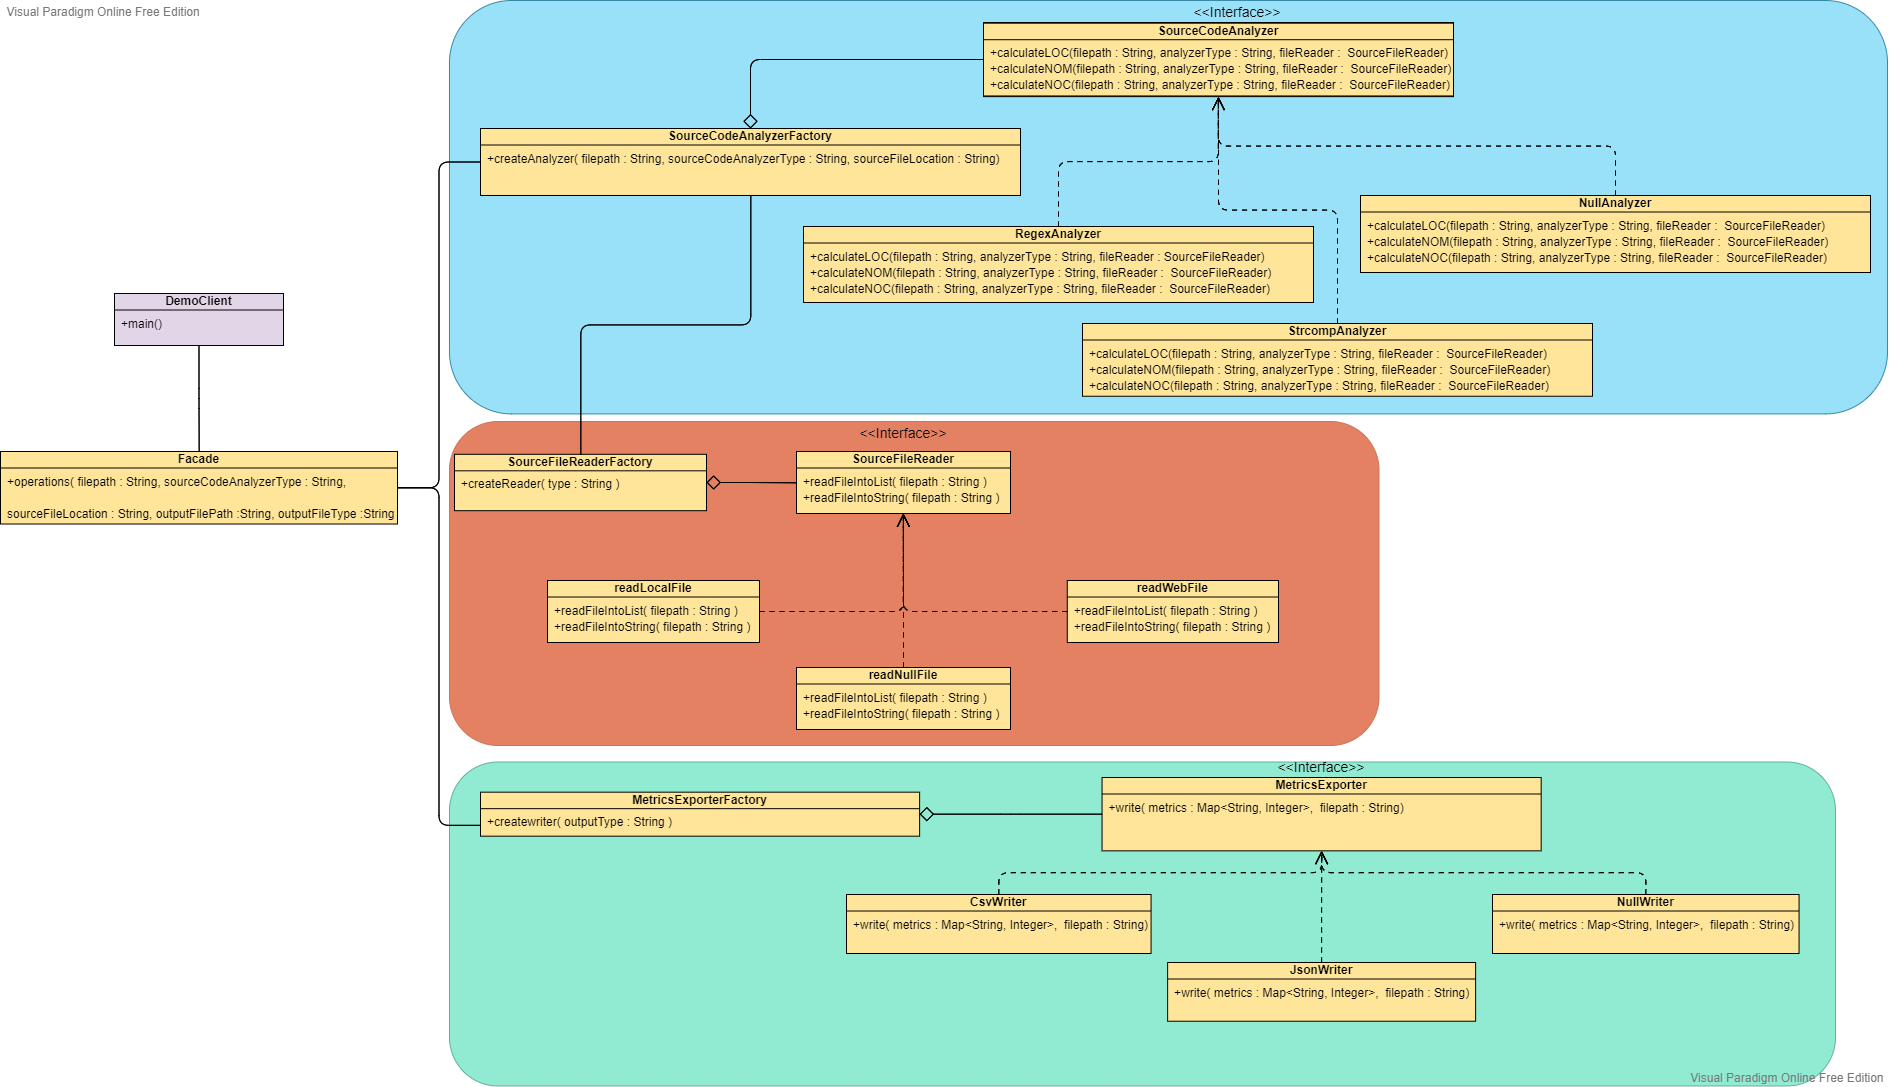 Visual Paradigm Online Free Edition
<<Interface>>
SourceCodeAnalyzer
+calculateLOC(filepath : String, analyzerType : String, fileReader :  SourceFileReader)
+calculateNOM(filepath : String, analyzerType : String, fileReader :  SourceFileReader)
+calculateNOC(filepath : String, analyzerType : String, fileReader :  SourceFileReader)
SourceCodeAnalyzerFactory
+createAnalyzer( filepath : String, sourceCodeAnalyzerType : String, sourceFileLocation : String)
NullAnalyzer
+calculateLOC(filepath : String, analyzerType : String, fileReader :  SourceFileReader)
+calculateNOM(filepath : String, analyzerType : String, fileReader :  SourceFileReader)
+calculateNOC(filepath : String, analyzerType : String, fileReader :  SourceFileReader)
RegexAnalyzer
+calculateLOC(filepath : String, analyzerType : String, fileReader : SourceFileReader)
+calculateNOM(filepath : String, analyzerType : String, fileReader :  SourceFileReader)
+calculateNOC(filepath : String, analyzerType : String, fileReader :  SourceFileReader)
StrcompAnalyzer
+calculateLOC(filepath : String, analyzerType : String, fileReader :  SourceFileReader)
+calculateNOM(filepath : String, analyzerType : String, fileReader :  SourceFileReader)
+calculateNOC(filepath : String, analyzerType : String, fileReader :  SourceFileReader)
DemoClient
+main()
Facade
+operations( filepath : String, sourceCodeAnalyzerType : String,
sourceFileLocation : String, outputFilePath :String, outputFileType :String
<<Interface>>
SourceFileReaderFactory
+createReader( type : String )
SourceFileReader
+readFileIntoList( filepath : String )
+readFileIntoString( filepath : String )
readLocalFile
+readFileIntoList( filepath : String )
+readFileIntoString( filepath : String )
readWebFile
+readFileIntoList( filepath : String )
+readFileIntoString( filepath : String )
readNullFile
+readFileIntoList( filepath : String )
+readFileIntoString( filepath : String )
<<Interface>>
MetricsExporter
+write( metrics : Map<String, Integer>,  filepath : String)
MetricsExporterFactory
+createwriter( outputType : String )
CsvWriter
+write( metrics : Map<String, Integer>,  filepath : String)
NullWriter
+write( metrics : Map<String, Integer>,  filepath : String)
JsonWriter
+write( metrics : Map<String, Integer>,  filepath : String)
Visual Paradigm Online Free Edition